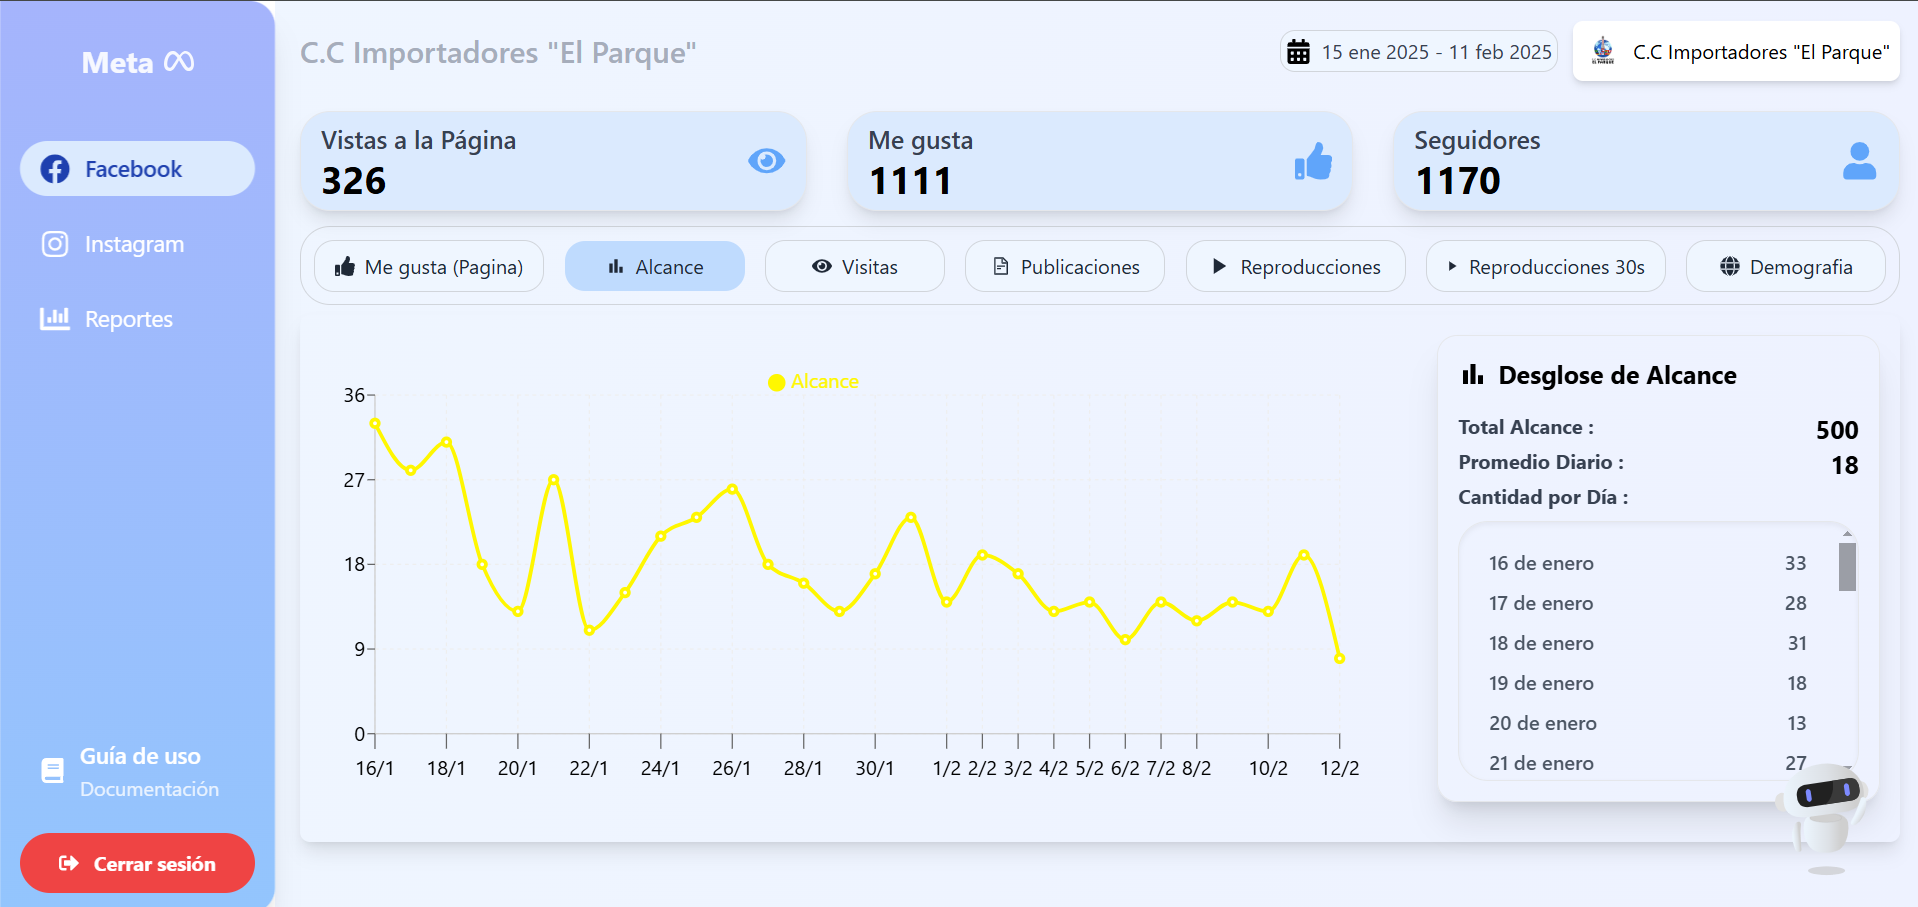 Meta
Facebook
Instagram
Reportes
Guía de uso
Documentación
Cerrar sesión
C.C Importadores "El Parque"
15 ene 2025 - 11 feb 2025
C.C Importadores "El Parque"
Vistas a la Página
326
Me gusta
1111
Seguidores
1170
Me gusta (Pagina)
Alcance
Visitas
Publicaciones
Reproducciones
Reproducciones 30s
Demografia
Alcance
36
27
18
9
0
16/1 18/1 20/1 22/1 24/1 26/1 28/1 30/1 1/2 2/2 3/2 4/2 5/2 6/2 7/2 8/2 10/2 12/2
Desglose de Alcance
Total Alcance : 500
Promedio Diario : 18
Cantidad por Día :
16 de enero 33
17 de enero 28
18 de enero 31
19 de enero 18
20 de enero 13
21 de enero 27